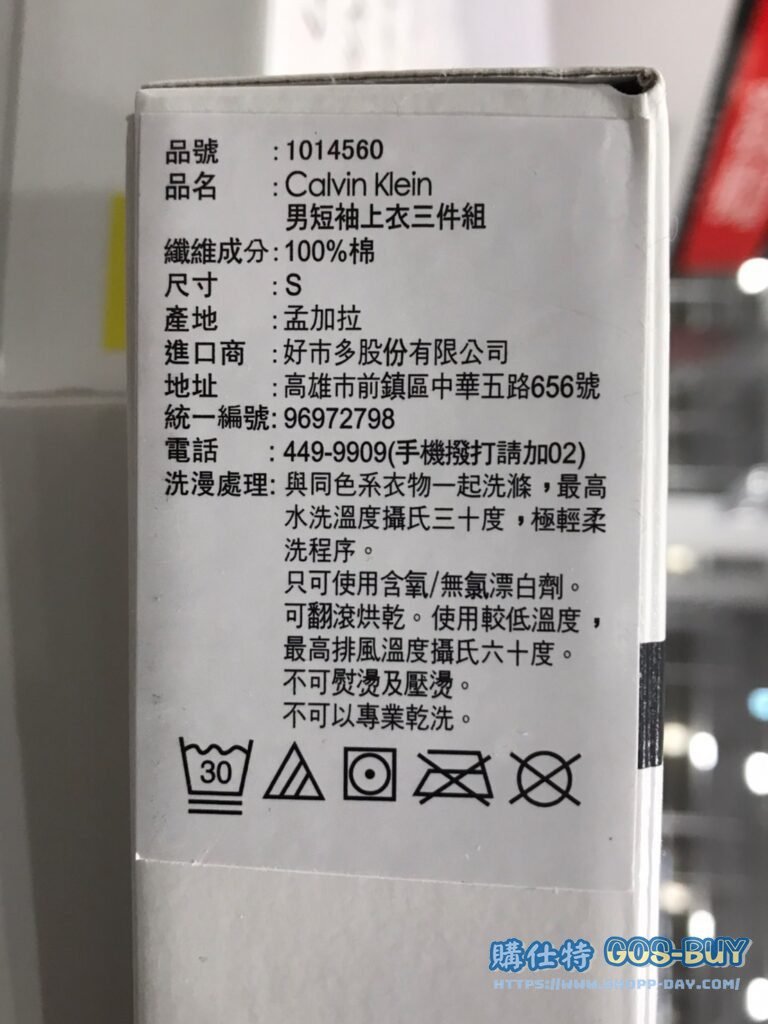 品號 :1014560
品名 :Calvin Klein
男短袖上衣三件組
纖維成分:100%棉
尺寸 :S
產地 :孟加拉
進口商 :好市多股份有限公司
地址 :高雄市前鎮區中華五路656號
統一編號:96972798
電話 :449-9909(手機撥打請加02)
洗漫處理:與同色系衣物一起洗滌，最高
水洗溫度攝氏三十度，極輕柔
洗程序。
只可使用含氧/無氯漂白劑。
可翻滾烘乾。使用較低溫度，
最高排風溫度攝氏六十度。
不可熨燙及壓燙。
不可以專業乾洗。
30
購仕特 GOS-BUY
HTTPS://WWW.SHOPP-DAY.COM/